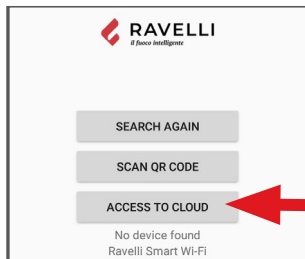 RAVELLI
il fuoco intelligente
SEARCH AGAIN
SCAN QR CODE
ACCESS TO CLOUD
No device found
Ravelli Smart Wi-Fi